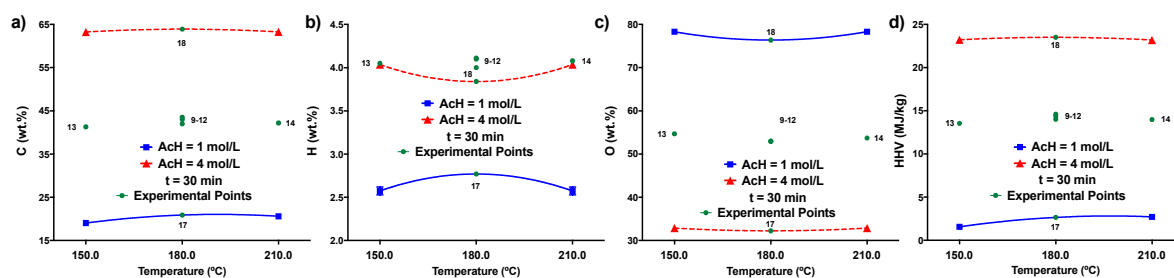 a)
65
55
45
35
25
15
C (wt.%)
18
13
9-12
14
AcH = 1 mol/L
AcH = 4 mol/L
t = 30 min
Experimental Points
17
150.0
180.0
210.0
Temperature (ºC)
b)
4.5
4.0
3.5
3.0
2.5
2.0
H (wt.%)
13
9-12
14
18
AcH = 1 mol/L
AcH = 4 mol/L
t = 30 min
Experimental Points
17
150.0
180.0
210.0
Temperature (ºC)
c)
80
70
60
50
40
30
O (wt.%)
18
9-12
13
14
AcH = 1 mol/L
AcH = 4 mol/L
t = 30 min
Experimental Points
17
150.0
180.0
210.0
Temperature (ºC)
d)
25
20
15
10
5
0
HHV (MJ/kg)
18
13
9-12
14
AcH = 1 mol/L
AcH = 4 mol/L
t = 30 min
Experimental Points
17
150.0
180.0
210.0
Temperature (ºC)